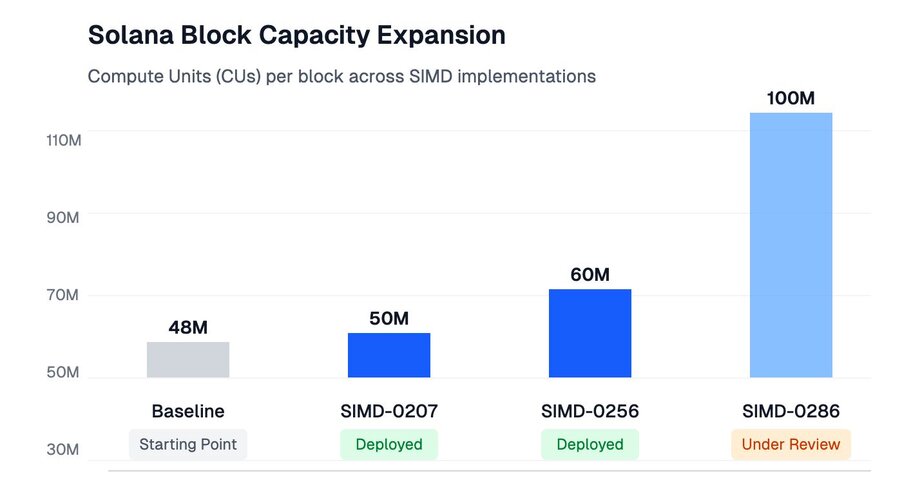 Solana Block Capacity Expansion
Compute Units (CUs) per block across SIMD implementations
100M
110M
90M
60M
70M
50M
48M
50M
Baseline
SIMD-0207
SIMD-0256
SIMD-0286
30M
Starting Point
Deployed
Deployed
Under Review